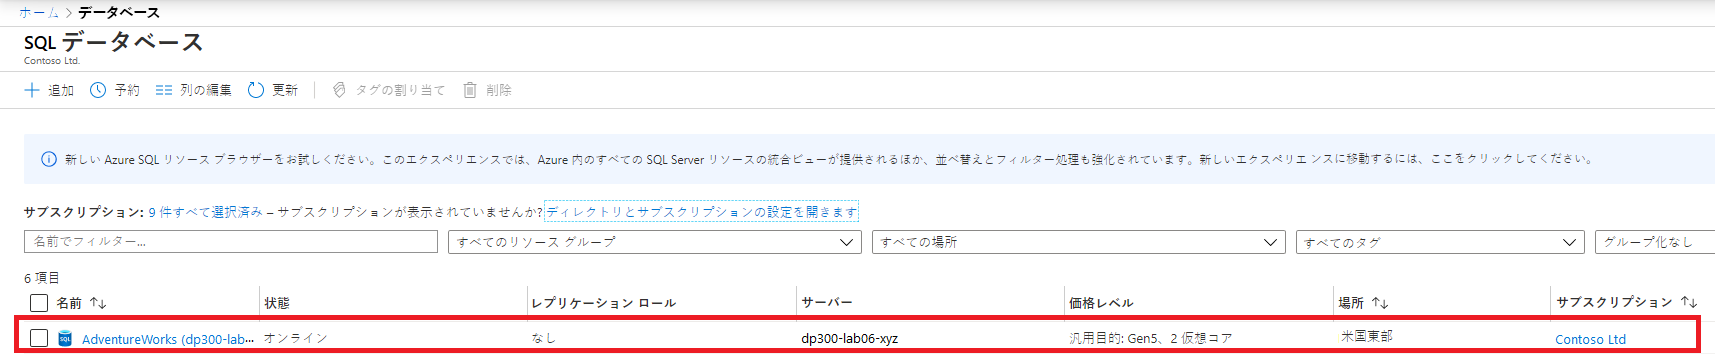 ホーム > データベース
SQL データベース
Contoso Ltd.
追加 予約 列の編集 更新 タグの割り当て 削除
新しい Azure SQL リソース ブラウザーをお試しください。このエクスペリエンスでは、Azure 内のすべての SQL Server リソースの統合ビューが提供されるほか、並べ替えとフィルター処理も強化されています。新しいエクスペリエンスに移動するには、ここをクリックしてください。
サブスクリプション: 9 件すべて選択済み – サブスクリプションが表示されていませんか? ディレクトリとサブスクリプションの設定を開きます
名前でフィルター... すべてのリソース グループ すべての場所 すべてのタグ グループ化なし
6 項目
名前 ↑↓ 状態 レプリケーション ロール サーバー 価格レベル 場所 ↑↓ サブスクリプション ↑↓
SQL AdventureWorks (dp300-lab... オンライン なし dp300-lab06-xyz 汎用目的: Gen5、2 仮想コア 米国東部 Contoso Ltd